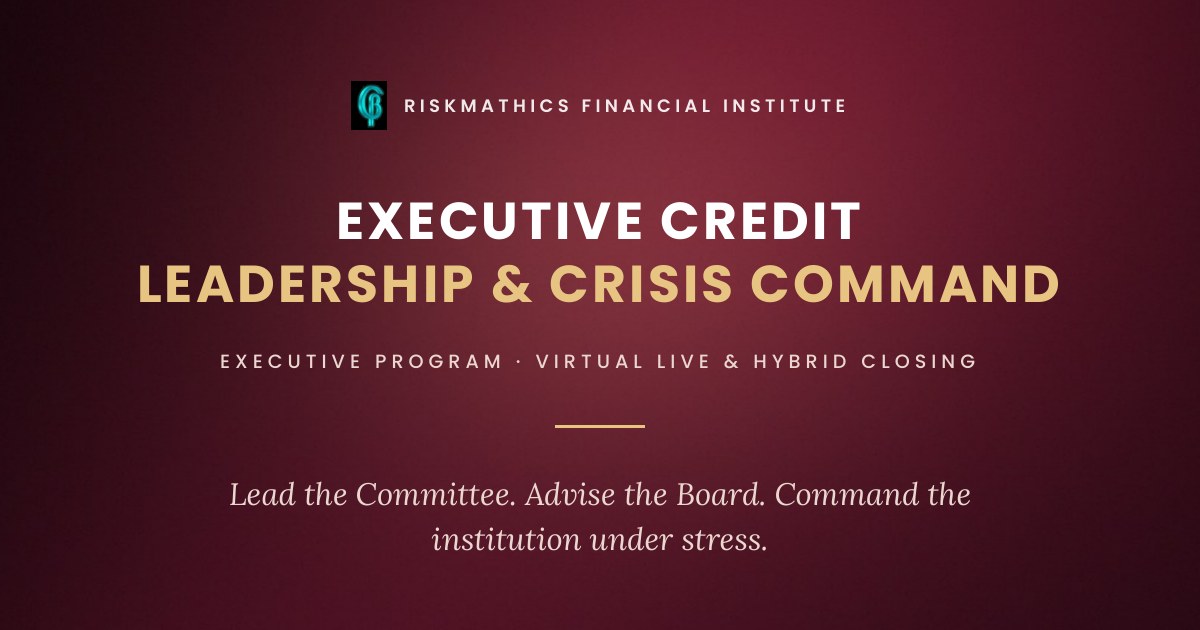 RISKMATHICS FINANCIAL INSTITUTE
EXECUTIVE CREDIT
LEADERSHIP & CRISIS COMMAND
EXECUTIVE PROGRAM · VIRTUAL LIVE & HYBRID CLOSING
Lead the Committee. Advise the Board. Command the
institution under stress.